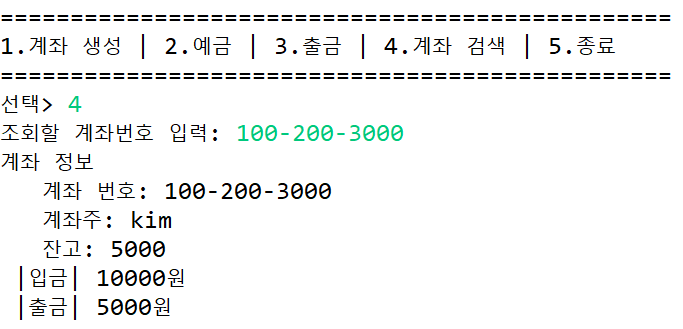 ================================================
1.계좌 생성 | 2.예금 | 3.출금 | 4.계좌 검색 | 5.종료
================================================
선택> 4
조회할 계좌번호 입력: 100-200-3000
계좌 정보
계좌 번호: 100-200-3000
계좌주: kim
잔고: 5000
|입금| 10000원
|출금| 5000원